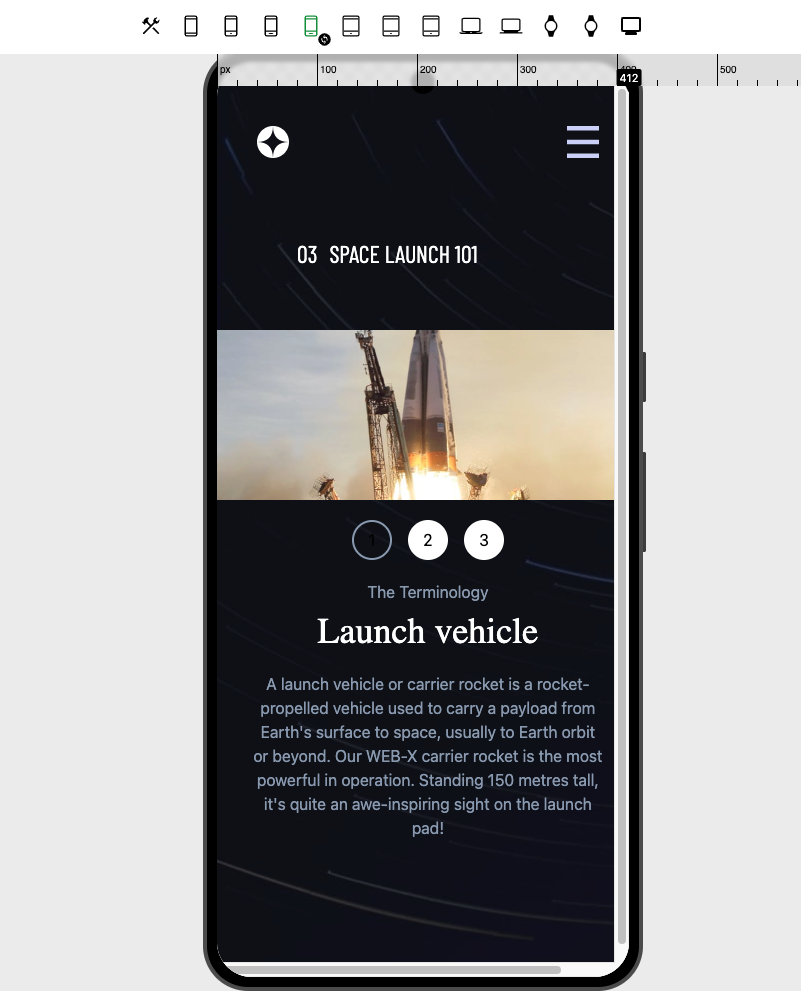 px 100 200 300 400 500
412
03 SPACE LAUNCH 101
1 2 3
The Terminology
Launch vehicle
A launch vehicle or carrier rocket is a rocket-
propelled vehicle used to carry a payload from
Earth's surface to space, usually to Earth orbit
or beyond. Our WEB-X carrier rocket is the most
powerful in operation. Standing 150 metres tall,
it's quite an awe-inspiring sight on the launch
pad!